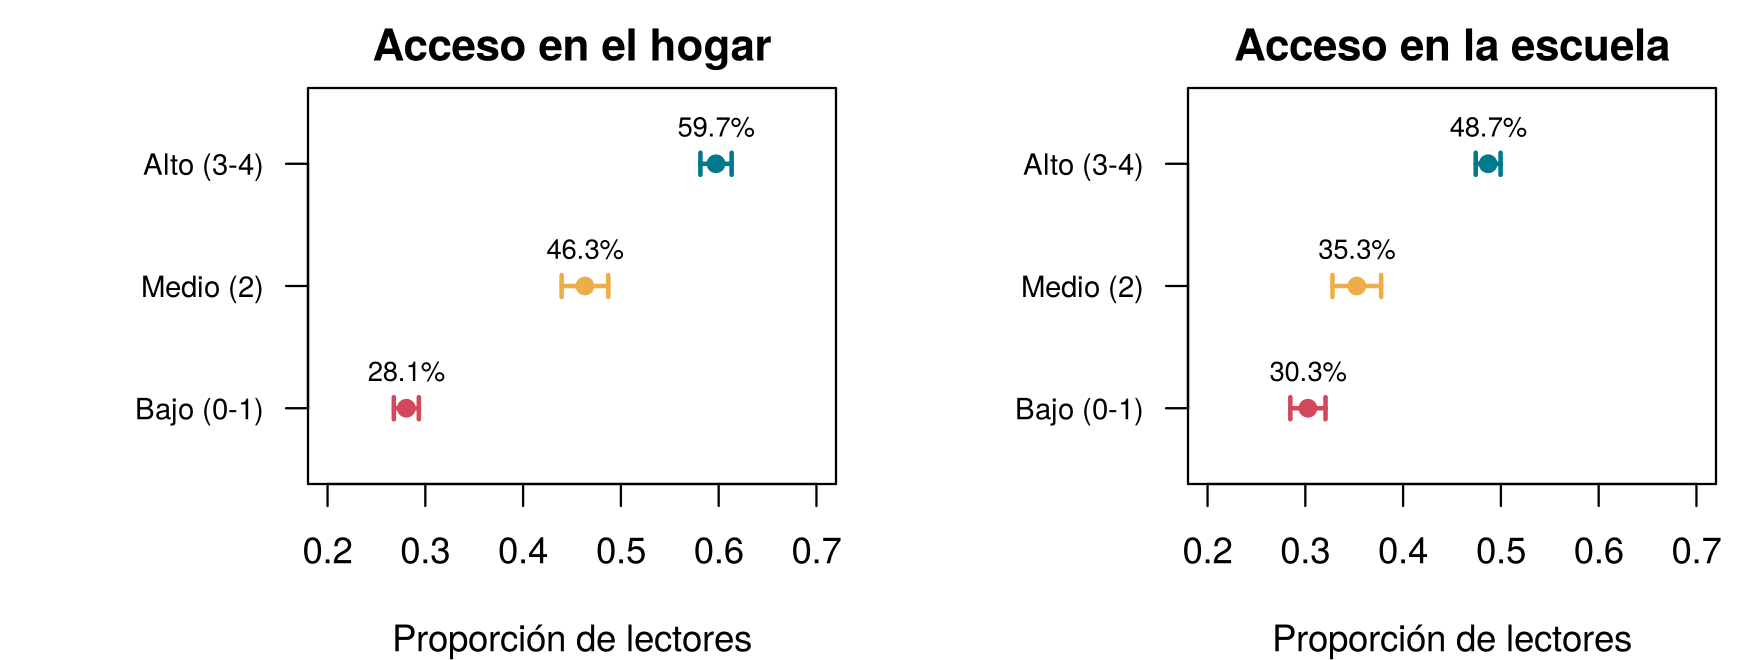 Acceso en el hogar
59.7%
Alto (3-4)
46.3%
Medio (2)
28.1%
Bajo (0-1)
0.2 0.3 0.4 0.5 0.6 0.7
Proporción de lectores
Acceso en la escuela
48.7%
Alto (3-4)
35.3%
Medio (2)
30.3%
Bajo (0-1)
0.2 0.3 0.4 0.5 0.6 0.7
Proporción de lectores